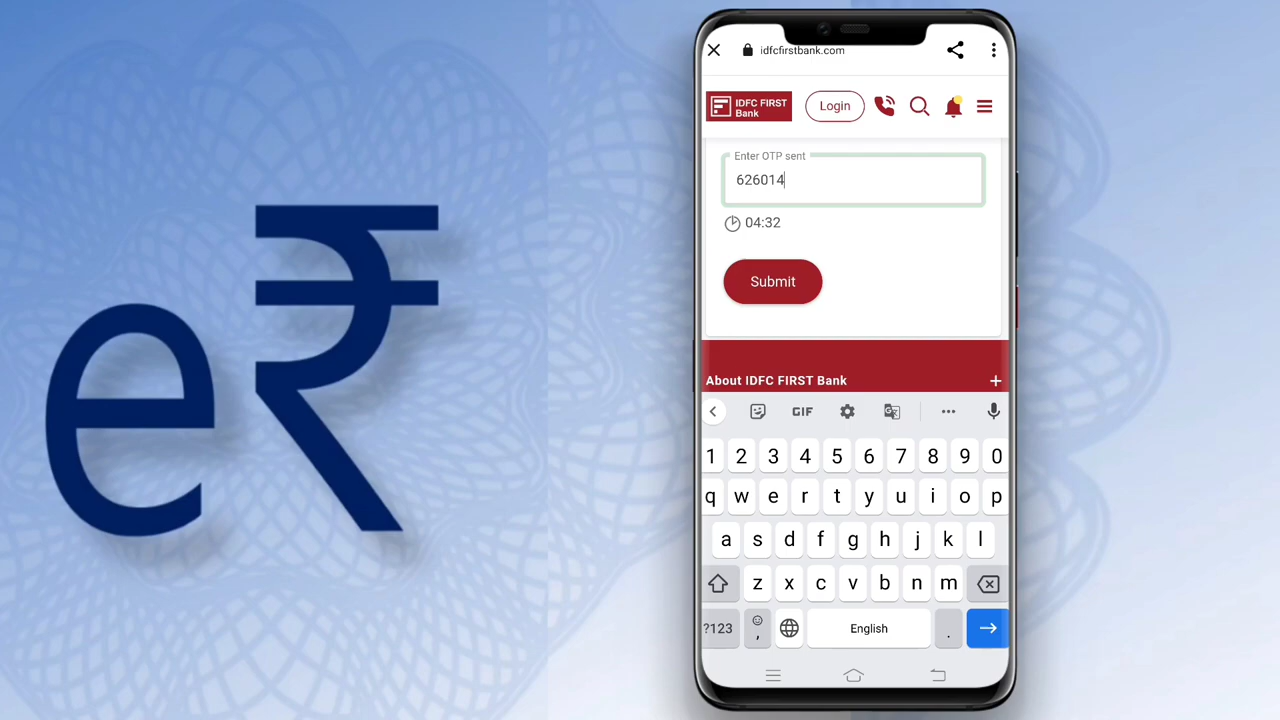 e₹
idfcfirstbank.com
IDFC FIRST
Bank
Login
Enter OTP sent
626014
04:32
Submit
About IDFC FIRST Bank +
GIF
1 2 3 4 5 6 7 8 9 0
q w e r t y u i o p
a s d f g h j k l
z x c v b n m
?123 , English .